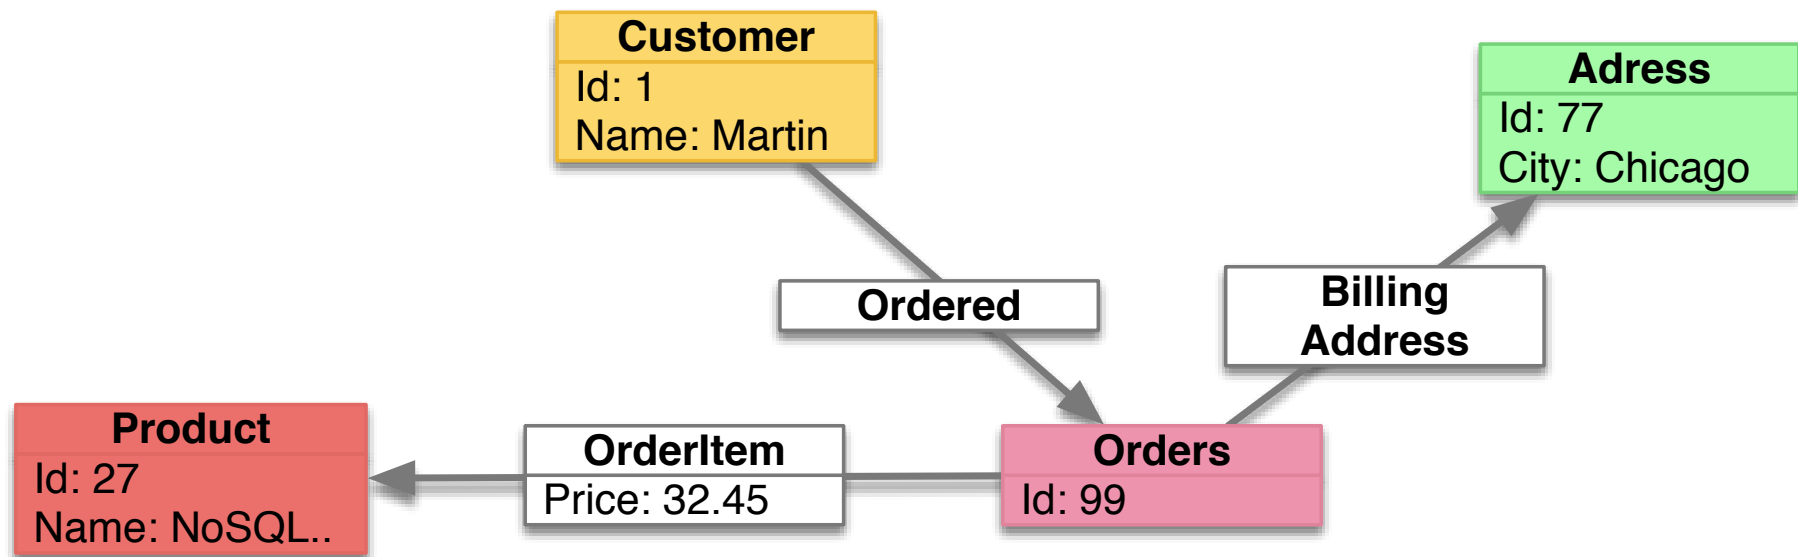 Customer
Id: 1
Name: Martin
Adress
Id: 77
City: Chicago
Ordered
Billing
Address
Product
Id: 27
Name: NoSQL..
OrderItem
Price: 32.45
Orders
Id: 99